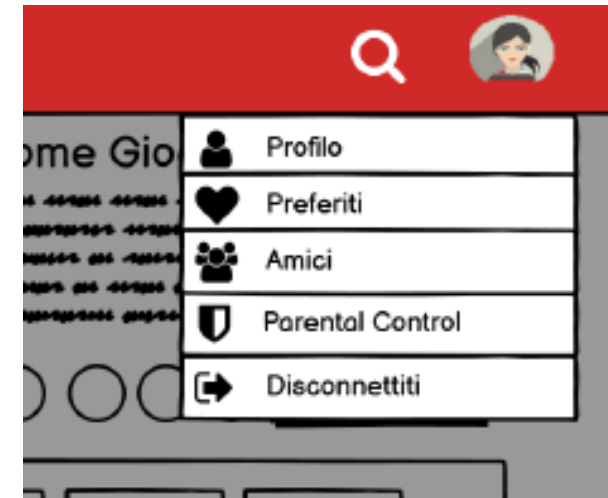 ome Gio
Profilo
Preferiti
Amici
Parental Control
Disconnettiti